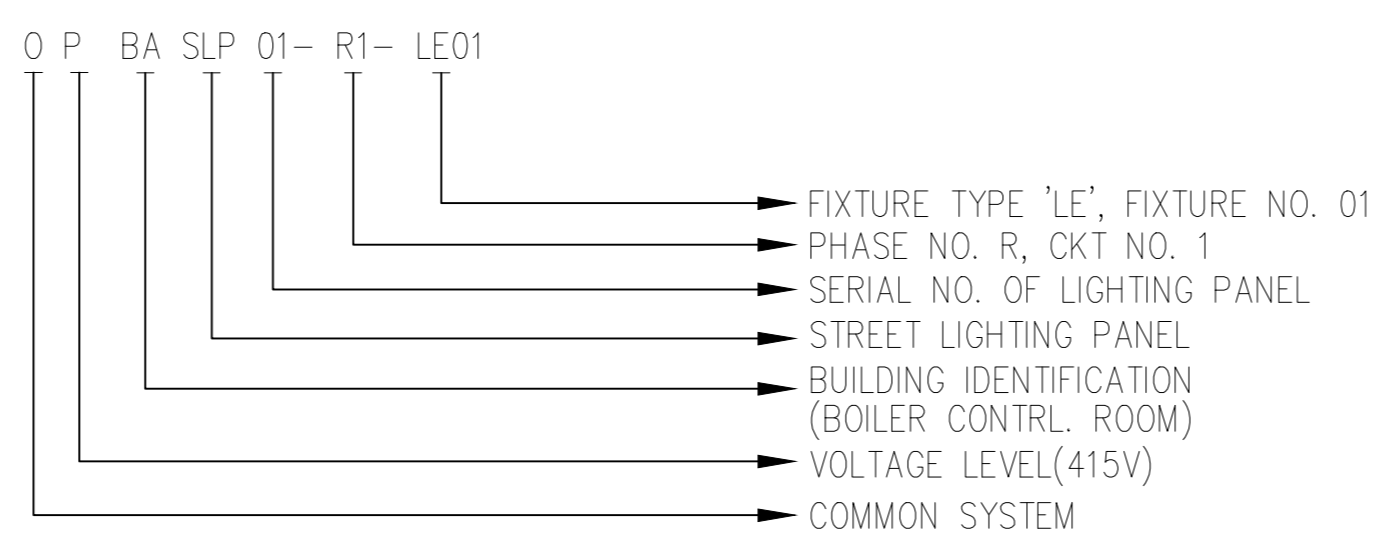 0 P BA SLP 01- R1- LE01
FIXTURE TYPE 'LE', FIXTURE NO. 01
PHASE NO. R, CKT NO. 1
SERIAL NO. OF LIGHTING PANEL
STREET LIGHTING PANEL
BUILDING IDENTIFICATION
(BOILER CONTRL. ROOM)
VOLTAGE LEVEL(415V)
COMMON SYSTEM